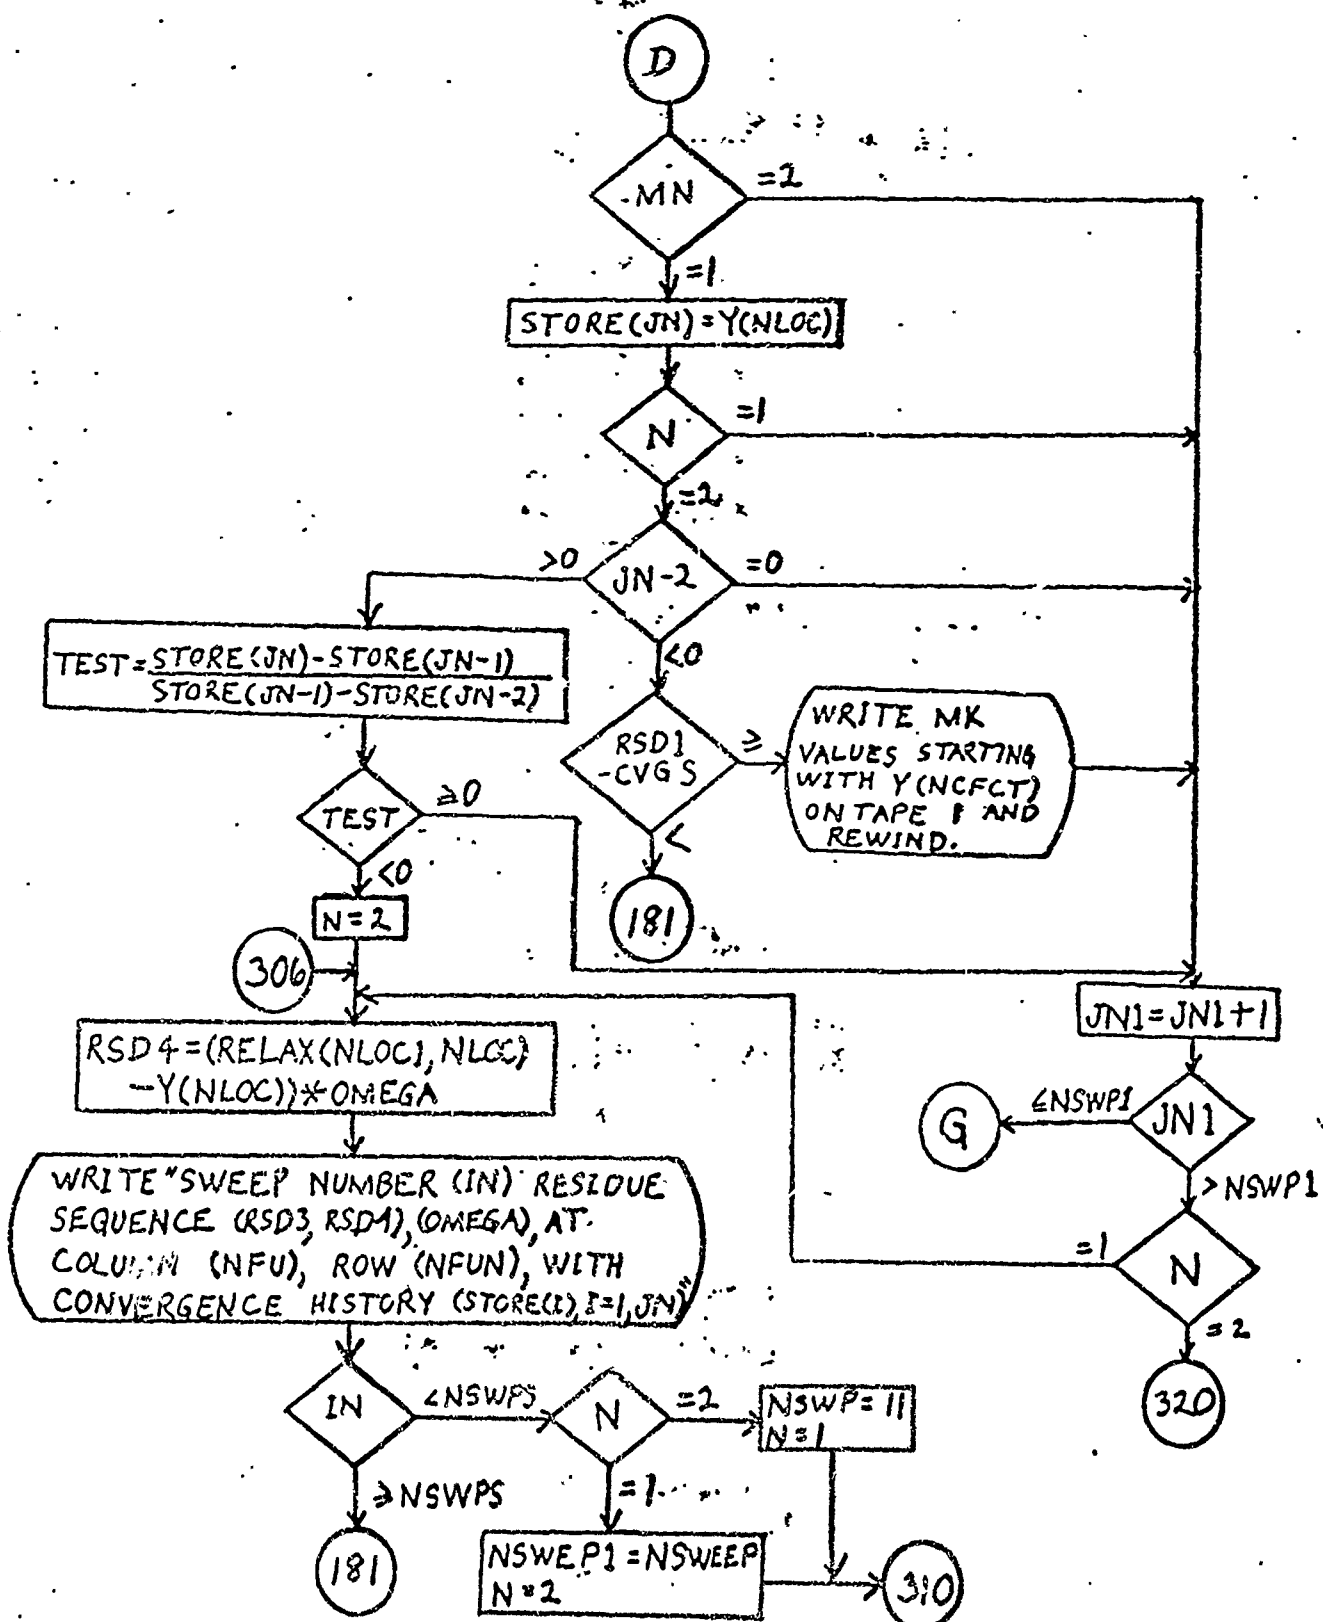 D
MN
=2
=1
STORE(JN)=Y(NLOC)
N
=1
=2
JN-2
>0
=0
<0
TEST=STORE(JN)-STORE(JN-1)
STORE(JN-1)-STORE(JN-2)
RSD1
-CVGS
≥
<
WRITE MK
VALUES STARTING
WITH Y(NCFCT)
ON TAPE AND
REWIND.
TEST
≥0
<0
N=2
181
306
JN1=JN1+1
RSD4=(RELAX(NLOC1,NLOC)
-Y(NLOC))*OMEGA
G
≤NSWP1
JN1
>NSWP1
WRITE "SWEEP NUMBER (IN) RESIDUE
SEQUENCE (RSD3, RSD4), (OMEGA), AT
COLUMN (NFU), ROW (NFUN), WITH
CONVERGENCE HISTORY (STORE(I), I=1, JN)"
=1
N
=2
320
IN
<NSWPS
N
=2
NSWP=11
N=1
≥NSWPS
=1
181
NSWEP1=NSWEEP
N=2
310